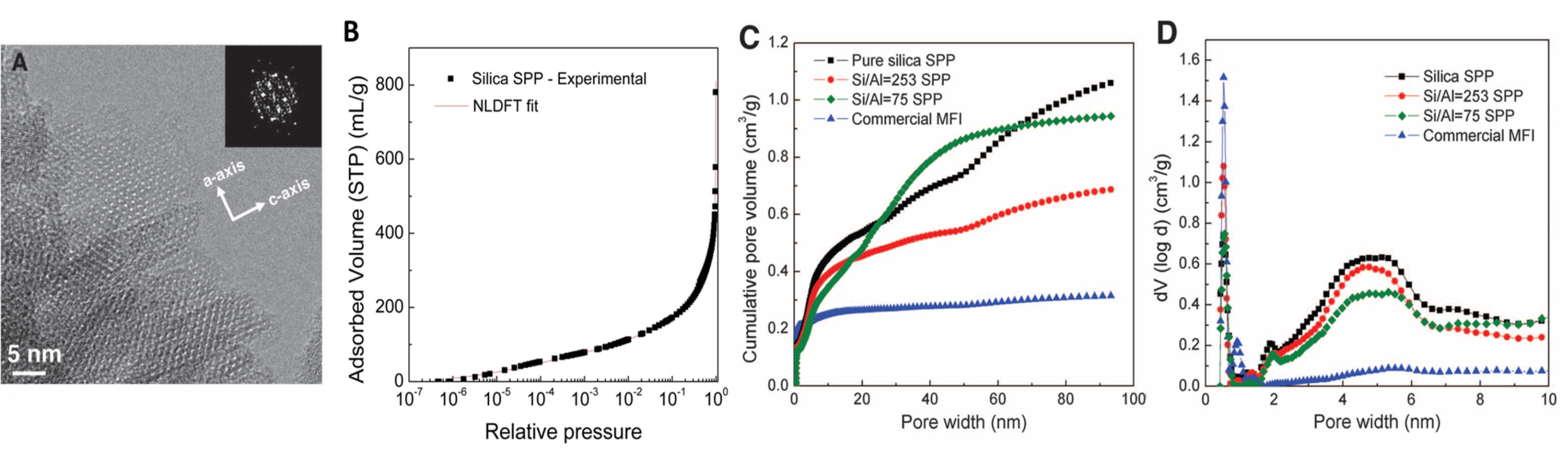 A
a-axis
c-axis
5 nm
B
Adsorbed Volume (STP) (mL/g)
800
600
400
200
0
Silica SPP - Experimental
NLDFT fit
10⁻⁷ 10⁻⁶ 10⁻⁵ 10⁻⁴ 10⁻³ 10⁻² 10⁻¹ 10⁰
Relative pressure
C
Cumulative pore volume (cm³/g)
1.2
1.0
0.8
0.6
0.4
0.2
0.0
Pure silica SPP
Si/Al=253 SPP
Si/Al=75 SPP
Commercial MFI
0 20 40 60 80 100
Pore width (nm)
D
dV (log d) (cm³/g)
1.6
1.4
1.2
1.0
0.8
0.6
0.4
0.2
0.0
Silica SPP
Si/Al=253 SPP
Si/Al=75 SPP
Commercial MFI
0 2 4 6 8 10
Pore width (nm)